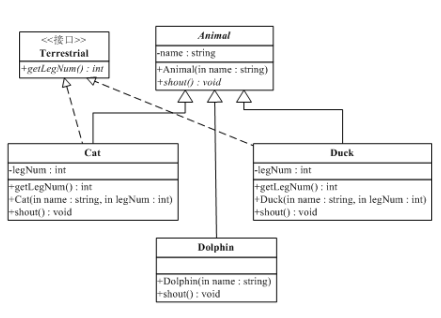 <<接口>>
Terrestrial
+getLegNum() : int
Animal
-name : string
+Animal(in name : string)
+shout() : void
Cat
-legNum : int
+getLegNum() : int
+Cat(in name : string, in legNum : int)
+shout() : void
Duck
-legNum : int
+getLegNum() : int
+Duck(in name : string, in legNum : int)
+shout() : void
Dolphin
+Dolphin(in name : string)
+shout() : void